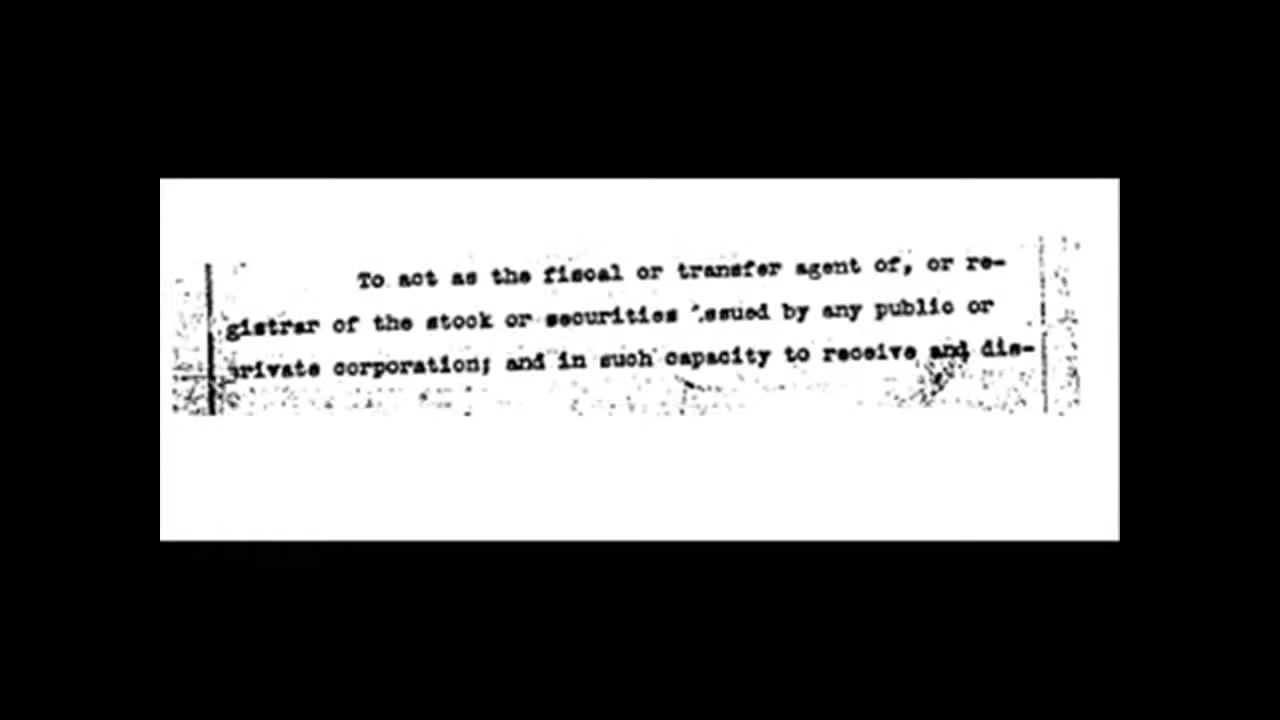 To act as the fiscal or transfer agent of, or re-
gistrar of the stock or securities issued by any public or
private corporation; and in such capacity to receive and dis-